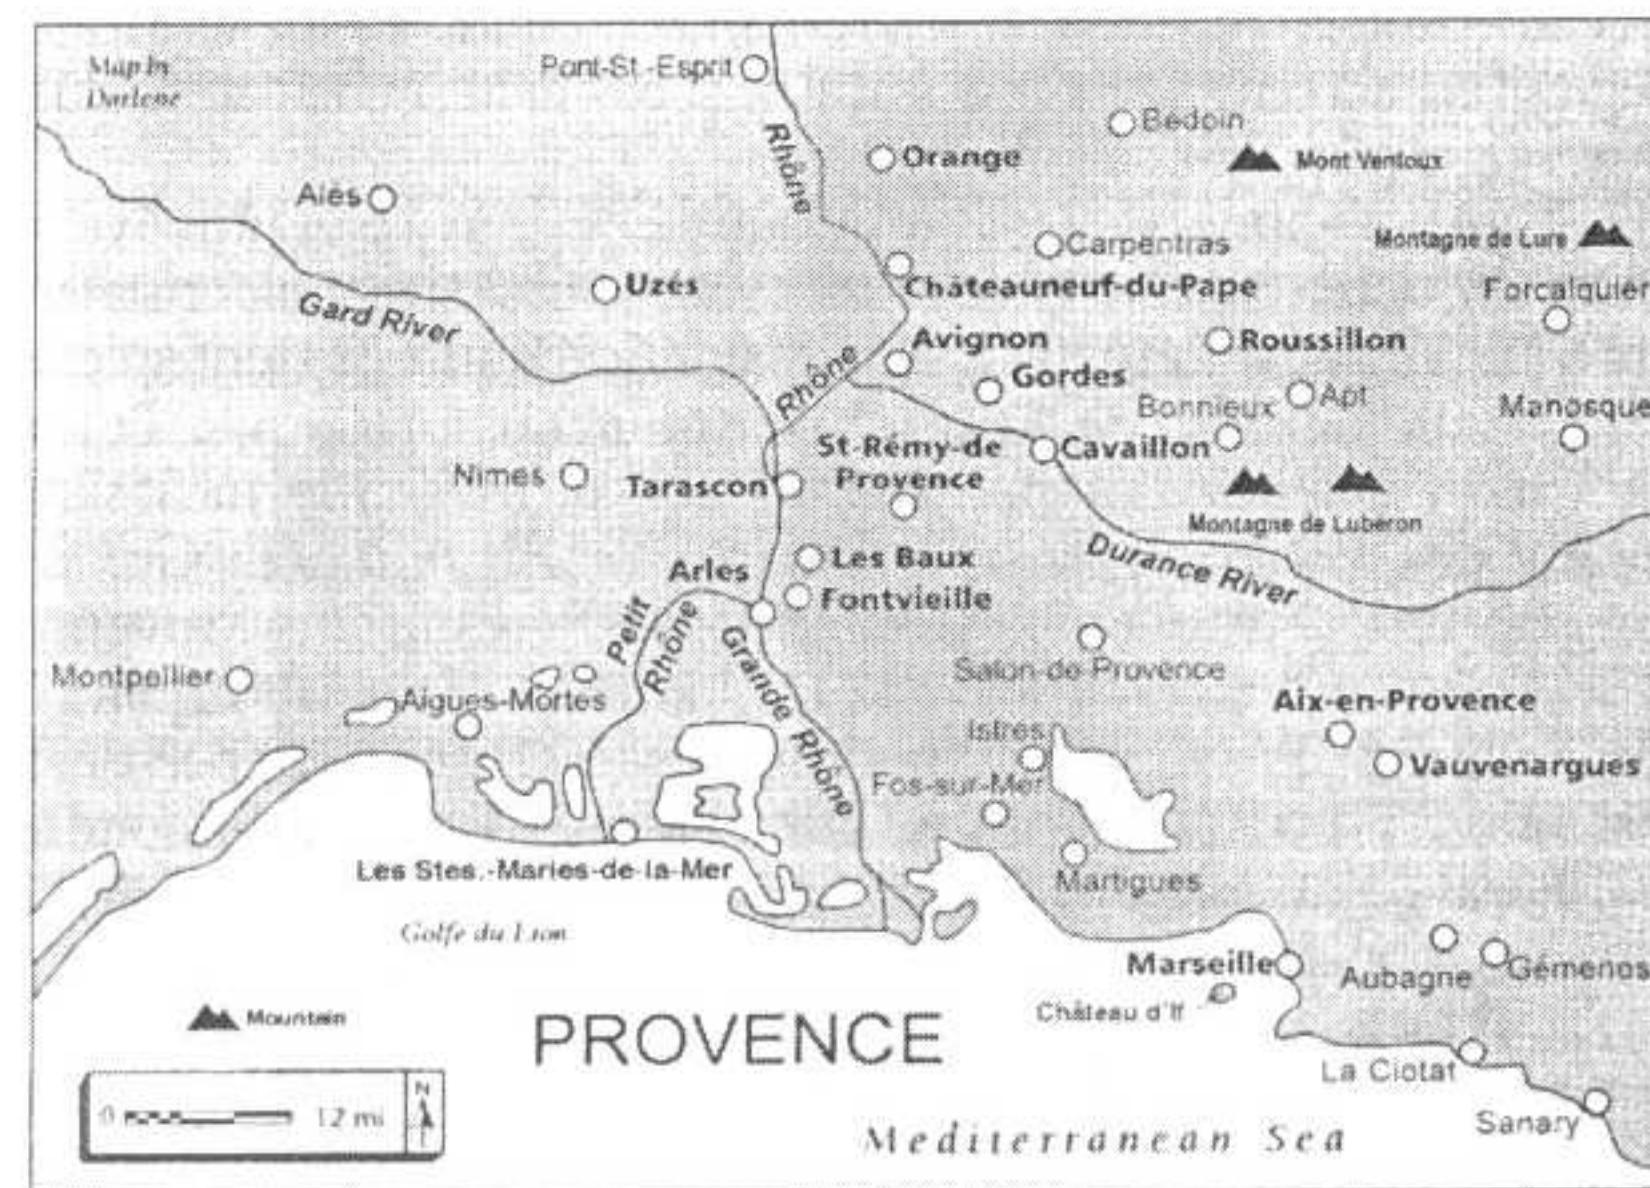 Map by
Darlene
Pont-St.-Esprit
Rhône
Bedoin
Orange
Mont Ventoux
Alès
Carpentras
Montagne de Lure
Uzés
Châteauneuf-du-Pape
Forcalquier
Gard River
Avignon
Roussillon
Rhône
Gordes
Apt
Bonnieux
Manosque
St-Rémy-de
Provence
Cavaillon
Nimes
Tarascon
Montagne de Luberon
Durance River
Arles
Les Baux
Fontvieille
Petit
Rhône
Grande Rhône
Salon-de-Provence
Montpellier
Aigues-Mortes
Aix-en-Provence
Istres
Vauvenargues
Fos-sur-Mer
Les Stes.-Maries-de-la-Mer
Martigues
Golfe du Lion
Marseille
Aubagne
Gémenos
Château d'If
Mountain
PROVENCE
La Ciotat
0 12 mi
N
Sanary
Mediterranean Sea